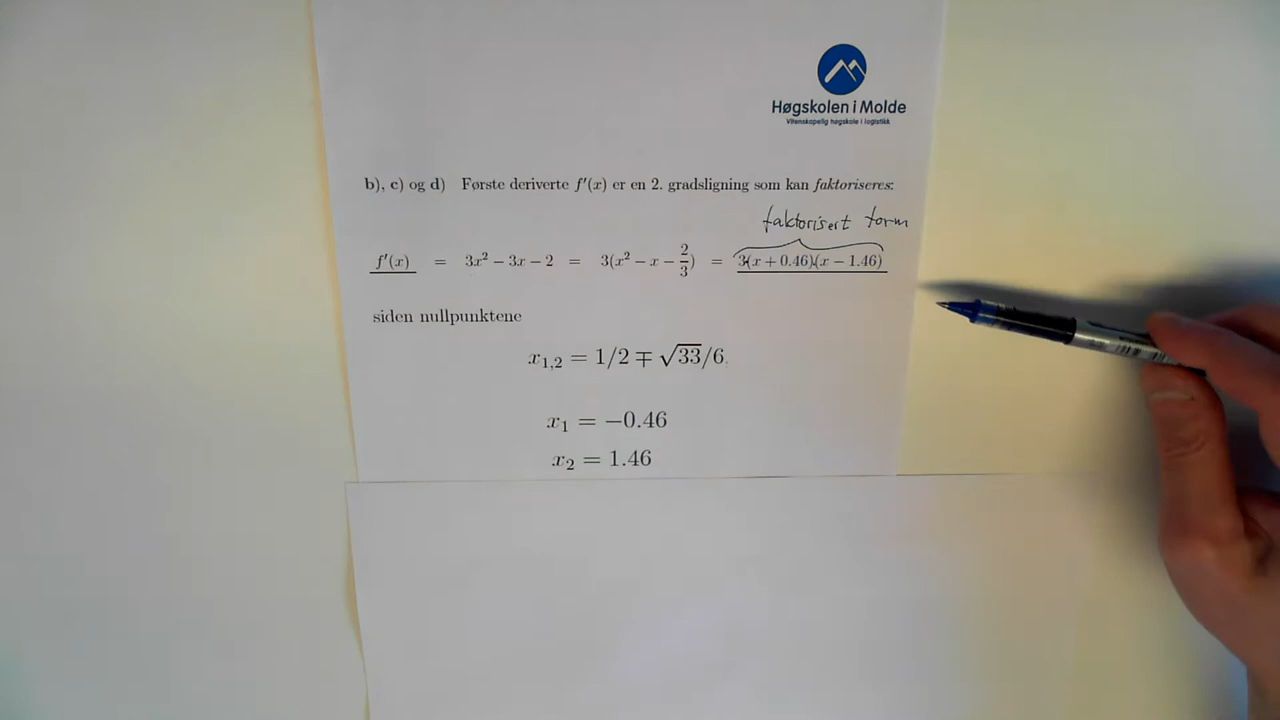 Høgskolen i Molde
Vitenskapelig høgskole i logistikk
b), c) og d) Første deriverte f′(x) er en 2. gradsligning som kan faktoriseres:
faktorisert form
f′(x) = 3x² − 3x − 2 = 3(x² − x − 2/3) = 3(x + 0.46)(x − 1.46)
siden nullpunktene
x₁,₂ = 1/2 ∓ √33/6
x₁ = −0.46
x₂ = 1.46